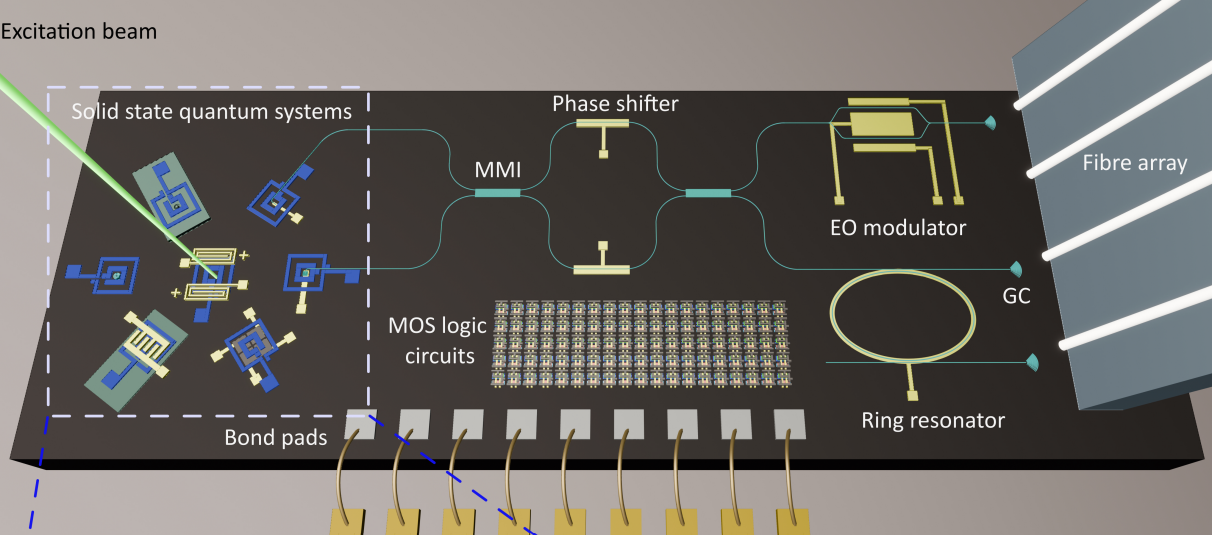 Excitation beam
Solid state quantum systems
Phase shifter
MMI
Fibre array
EO modulator
GC
MOS logic
circuits
Ring resonator
Bond pads